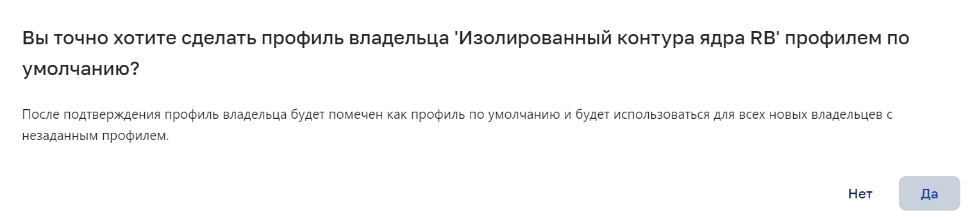 Вы точно хотите сделать профиль владельца 'Изолированный контура ядра RB' профилем по
умолчанию?
После подтверждения профиль владельца будет помечен как профиль по умолчанию и будет использоваться для всех новых владельцев с
незаданным профилем.
Нет
Да